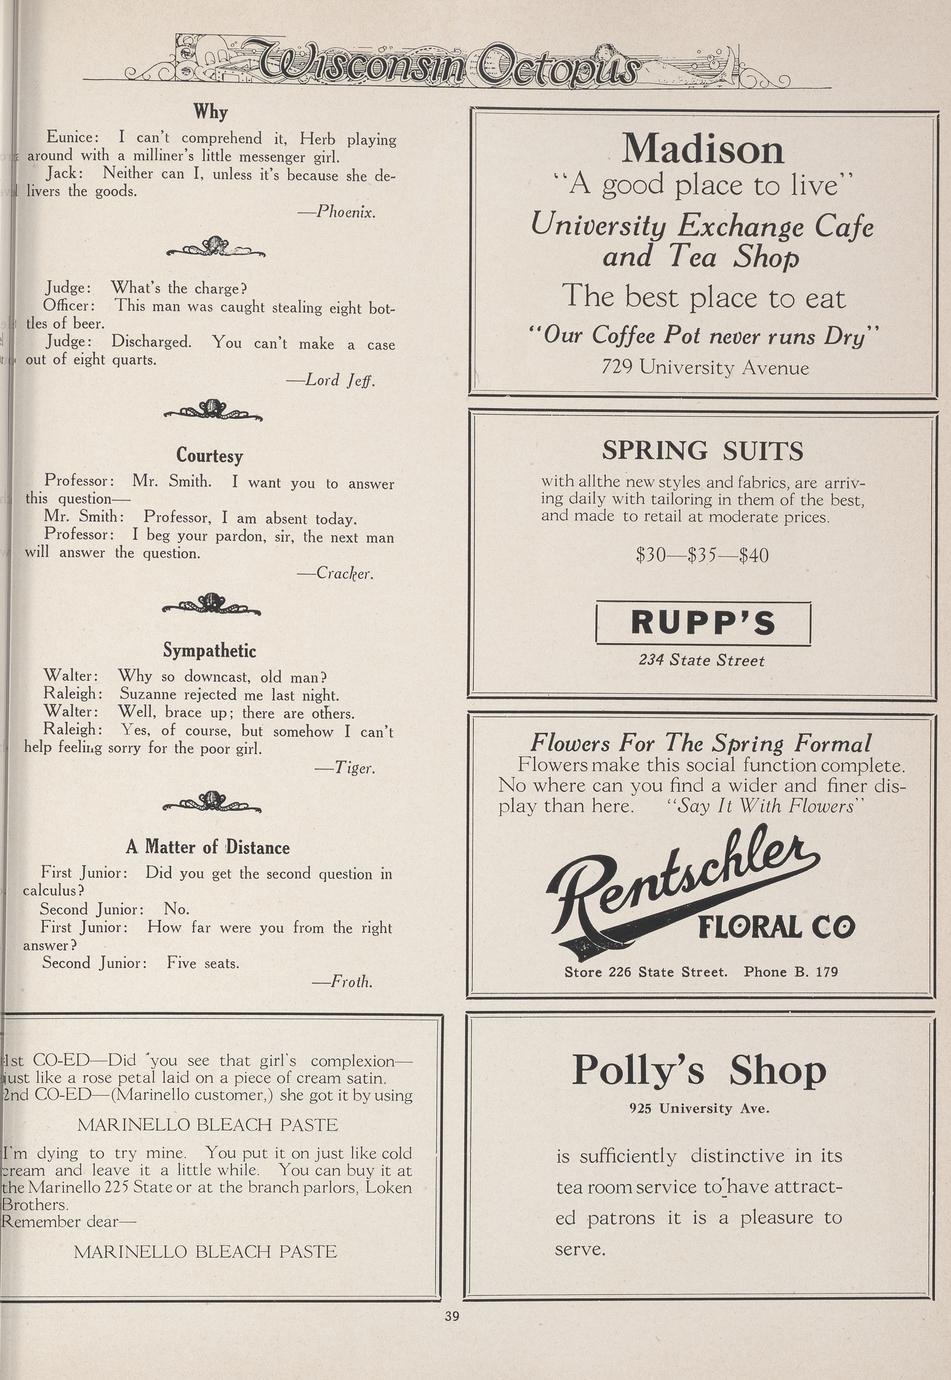 Wisconsin Octopus
Why
Eunice: I can't comprehend it, Herb playing
around with a milliner's little messenger girl.
Jack: Neither can I, unless it's because she de-
livers the goods.
—Phoenix.
Judge: What's the charge?
Officer: This man was caught stealing eight bot-
tles of beer.
Judge: Discharged. You can't make a case
out of eight quarts.
—Lord Jeff.
Courtesy
Professor: Mr. Smith. I want you to answer
this question—
Mr. Smith: Professor, I am absent today.
Professor: I beg your pardon, sir, the next man
will answer the question.
—Cracker.
Sympathetic
Walter: Why so downcast, old man?
Raleigh: Suzanne rejected me last night.
Walter: Well, brace up; there are others.
Raleigh: Yes, of course, but somehow I can't
help feeling sorry for the poor girl.
—Tiger.
A Matter of Distance
First Junior: Did you get the second question in
calculus?
Second Junior: No.
First Junior: How far were you from the right
answer?
Second Junior: Five seats.
—Froth.
1st CO-ED—Did you see that girl's complexion—
just like a rose petal laid on a piece of cream satin.
2nd CO-ED—(Marinello customer,) she got it by using
MARINELLO BLEACH PASTE
I'm dying to try mine. You put it on just like cold
cream and leave it a little while. You can buy it at
the Marinello 225 State or at the branch parlors, Loken
Brothers.
Remember dear—
MARINELLO BLEACH PASTE
Madison
"A good place to live"
University Exchange Cafe
and Tea Shop
The best place to eat
"Our Coffee Pot never runs Dry"
729 University Avenue
SPRING SUITS
with all the new styles and fabrics, are arriv-
ing daily with tailoring in them of the best,
and made to retail at moderate prices.
$30—$35—$40
RUPP'S
234 State Street
Flowers For The Spring Formal
Flowers make this social function complete.
No where can you find a wider and finer dis-
play than here. "Say It With Flowers"
Rentschler
FLORAL CO
Store 226 State Street. Phone B. 179
Polly's Shop
925 University Ave.
is sufficiently distinctive in its
tea room service to have attract-
ed patrons it is a pleasure to
serve.
39